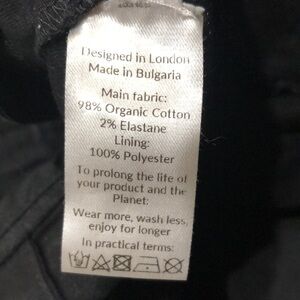 Designed in London
Made in Bulgaria
Main fabric:
98% Organic Cotton
2% Elastane
Lining:
100% Polyester
To prolong the life of
your product and the
Planet:
Wear more, wash less,
enjoy for longer
In practical terms: